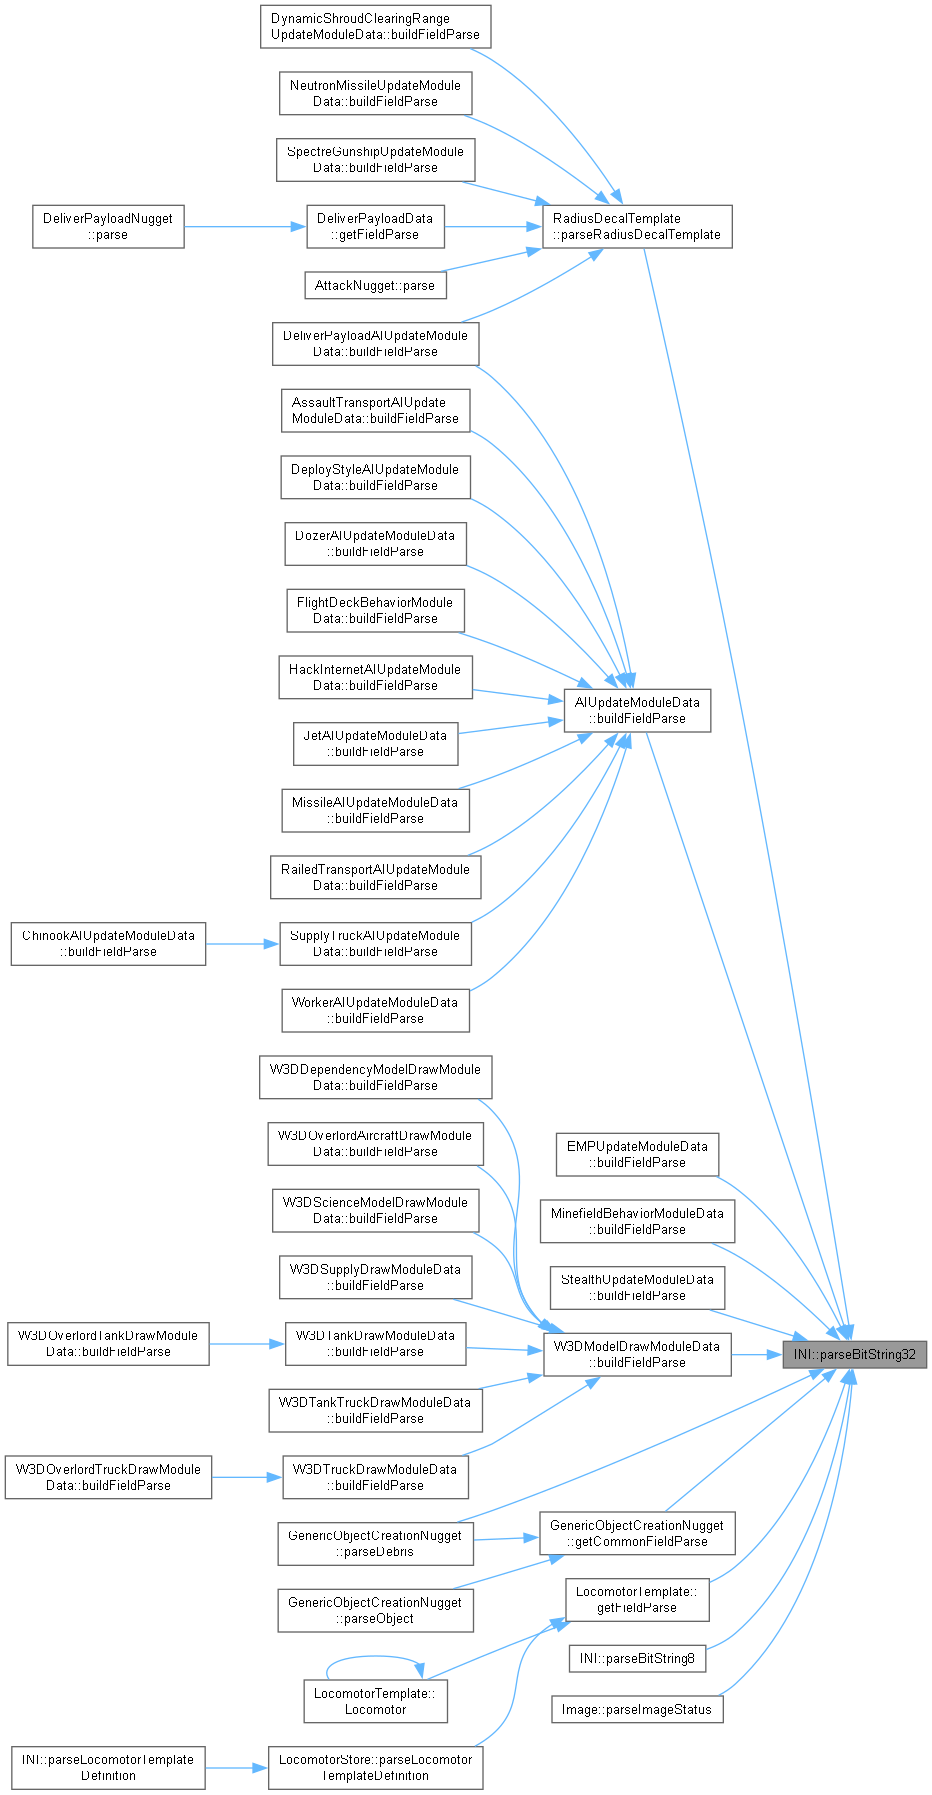 DynamicShroudClearingRange
UpdateModuleData::buildFieldParse
NeutronMissileUpdateModule
Data::buildFieldParse
SpectreGunshipUpdateModule
Data::buildFieldParse
DeliverPayloadNugget
::parse
DeliverPayloadData
::getFieldParse
RadiusDecalTemplate
::parseRadiusDecalTemplate
AttackNugget::parse
DeliverPayloadAIUpdateModule
Data::buildFieldParse
AssaultTransportAIUpdate
ModuleData::buildFieldParse
DeployStyleAIUpdateModule
Data::buildFieldParse
DozerAIUpdateModuleData
::buildFieldParse
FlightDeckBehaviorModule
Data::buildFieldParse
HackInternetAIUpdateModule
Data::buildFieldParse
AIUpdateModuleData
::buildFieldParse
JetAIUpdateModuleData
::buildFieldParse
MissileAIUpdateModuleData
::buildFieldParse
RailedTransportAIUpdateModule
Data::buildFieldParse
ChinookAIUpdateModuleData
::buildFieldParse
SupplyTruckAIUpdateModule
Data::buildFieldParse
WorkerAIUpdateModuleData
::buildFieldParse
W3DDependencyModelDrawModule
Data::buildFieldParse
W3DOverlordAircraftDrawModule
Data::buildFieldParse
EMPUpdateModuleData
::buildFieldParse
W3DScienceModelDrawModule
Data::buildFieldParse
MinefieldBehaviorModuleData
::buildFieldParse
W3DSupplyDrawModuleData
::buildFieldParse
StealthUpdateModuleData
::buildFieldParse
W3DOverlordTankDrawModule
Data::buildFieldParse
W3DTankDrawModuleData
::buildFieldParse
W3DModelDrawModuleData
::buildFieldParse
INI::parseBitString32
W3DTankTruckDrawModuleData
::buildFieldParse
W3DOverlordTruckDrawModule
Data::buildFieldParse
W3DTruckDrawModuleData
::buildFieldParse
GenericObjectCreationNugget
::parseDebris
GenericObjectCreationNugget
::getCommonFieldParse
GenericObjectCreationNugget
::parseObject
LocomotorTemplate::
getFieldParse
INI::parseBitString8
LocomotorTemplate::
Locomotor
Image::parseImageStatus
INI::parseLocomotorTemplate
Definition
LocomotorStore::parseLocomotor
TemplateDefinition